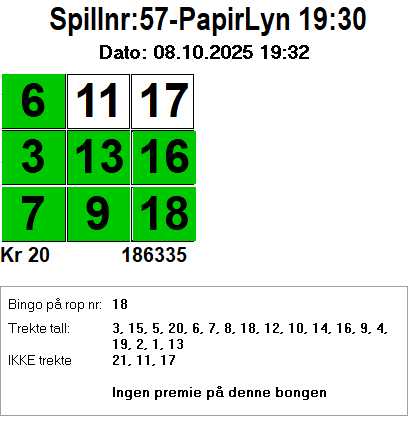 Spillnr:57-PapirLyn 19:30
Dato: 08.10.2025 19:32
6 11 17
3 13 16
7 9 18
Kr 20 186335
Bingo på rop nr: 18
Trekte tall: 3, 15, 5, 20, 6, 7, 8, 18, 12, 10, 14, 16, 9, 4,
19, 2, 1, 13
IKKE trekte 21, 11, 17
Ingen premie på denne bongen